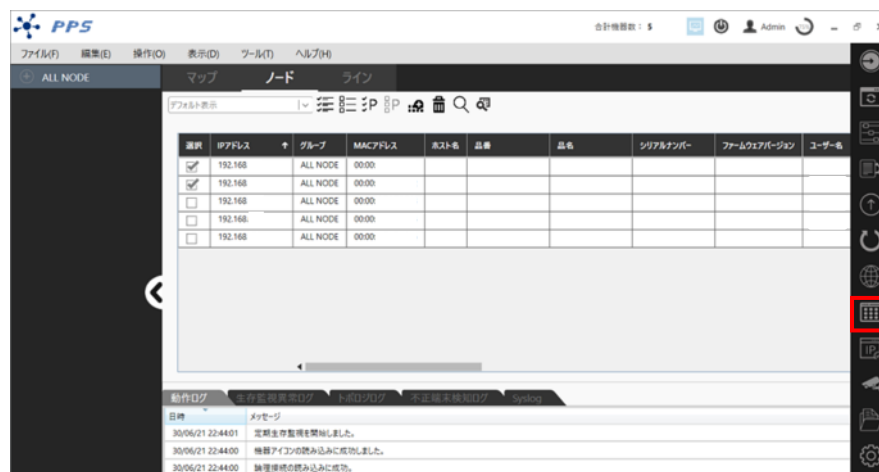 PPS
合計機器数： 5
Admin
ファイル(F) 編集(E) 操作(O) 表示(D) ツール(T) ヘルプ(H)
ALL NODE
マップ ノード ライン
デフォルト表示
選択 IPアドレス グループ MACアドレス ホスト名 品番 品名 シリアルナンバー ファームウェアバージョン ユーザー名
192.168 ALL NODE 00:00:
192.168 ALL NODE 00:00:
192.168 ALL NODE 00:00:
192.168. ALL NODE 00:00:
192.168 ALL NODE 00:00:
動作ログ 生存監視異常ログ トポロジログ 不正端末検知ログ Syslog
日時 メッセージ
30/06/21 22:44:01 定期生存監視を開始しました。
30/06/21 22:44:00 機器アイコンの読み込みに成功しました。
30/06/21 22:44:00 論理接続の読み込みに成功。